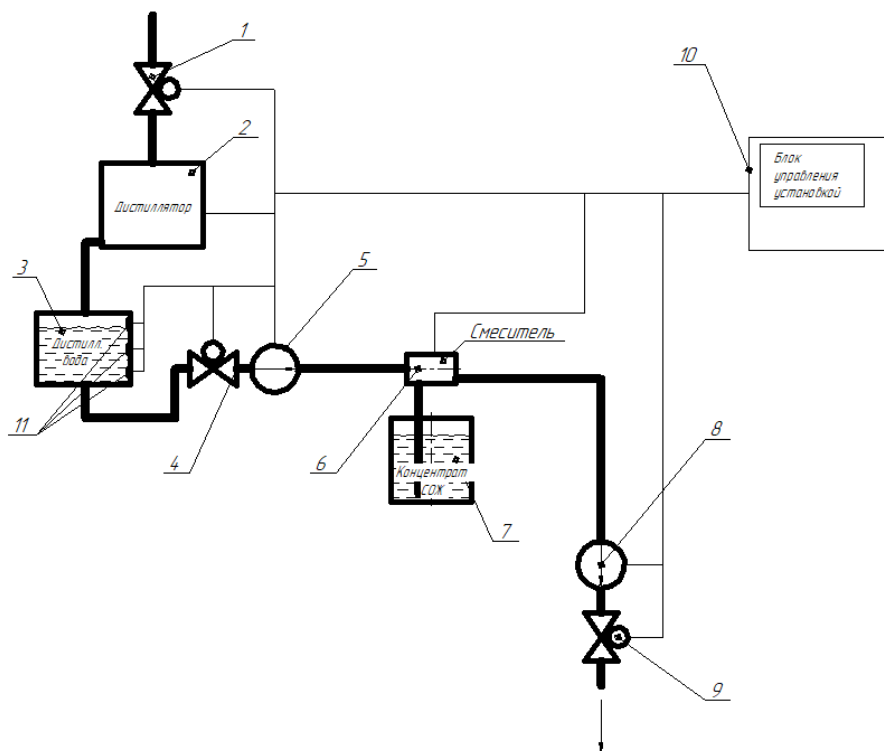 1
10
2
Блок
управления
установкой
Дистиллятор
3
5
Дистилл.
вода
Смеситель
11
4
6
8
Концентрат
СОЖ
7
9